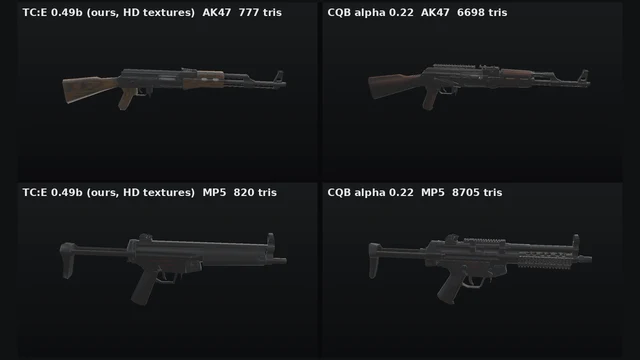 TC:E 0.49b (ours, HD textures)  AK47  777 tris
CQB alpha 0.22  AK47  6698 tris
TC:E 0.49b (ours, HD textures)  MP5  820 tris
CQB alpha 0.22  MP5  8705 tris